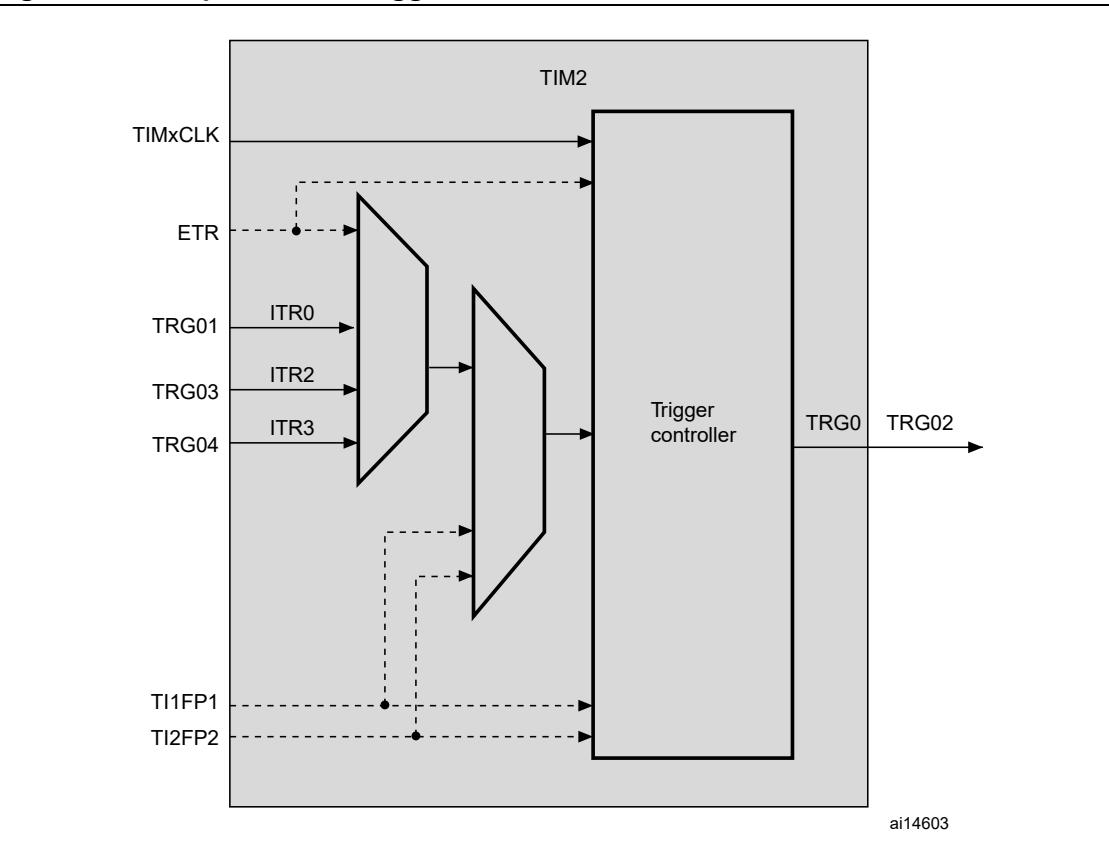 TIM2
TIMxCLK
ETR
ITR0
TRG01
ITR2
TRG03
ITR3
TRG04
Trigger
controller
TRG0
TRG02
TI1FP1
TI2FP2
ai14603